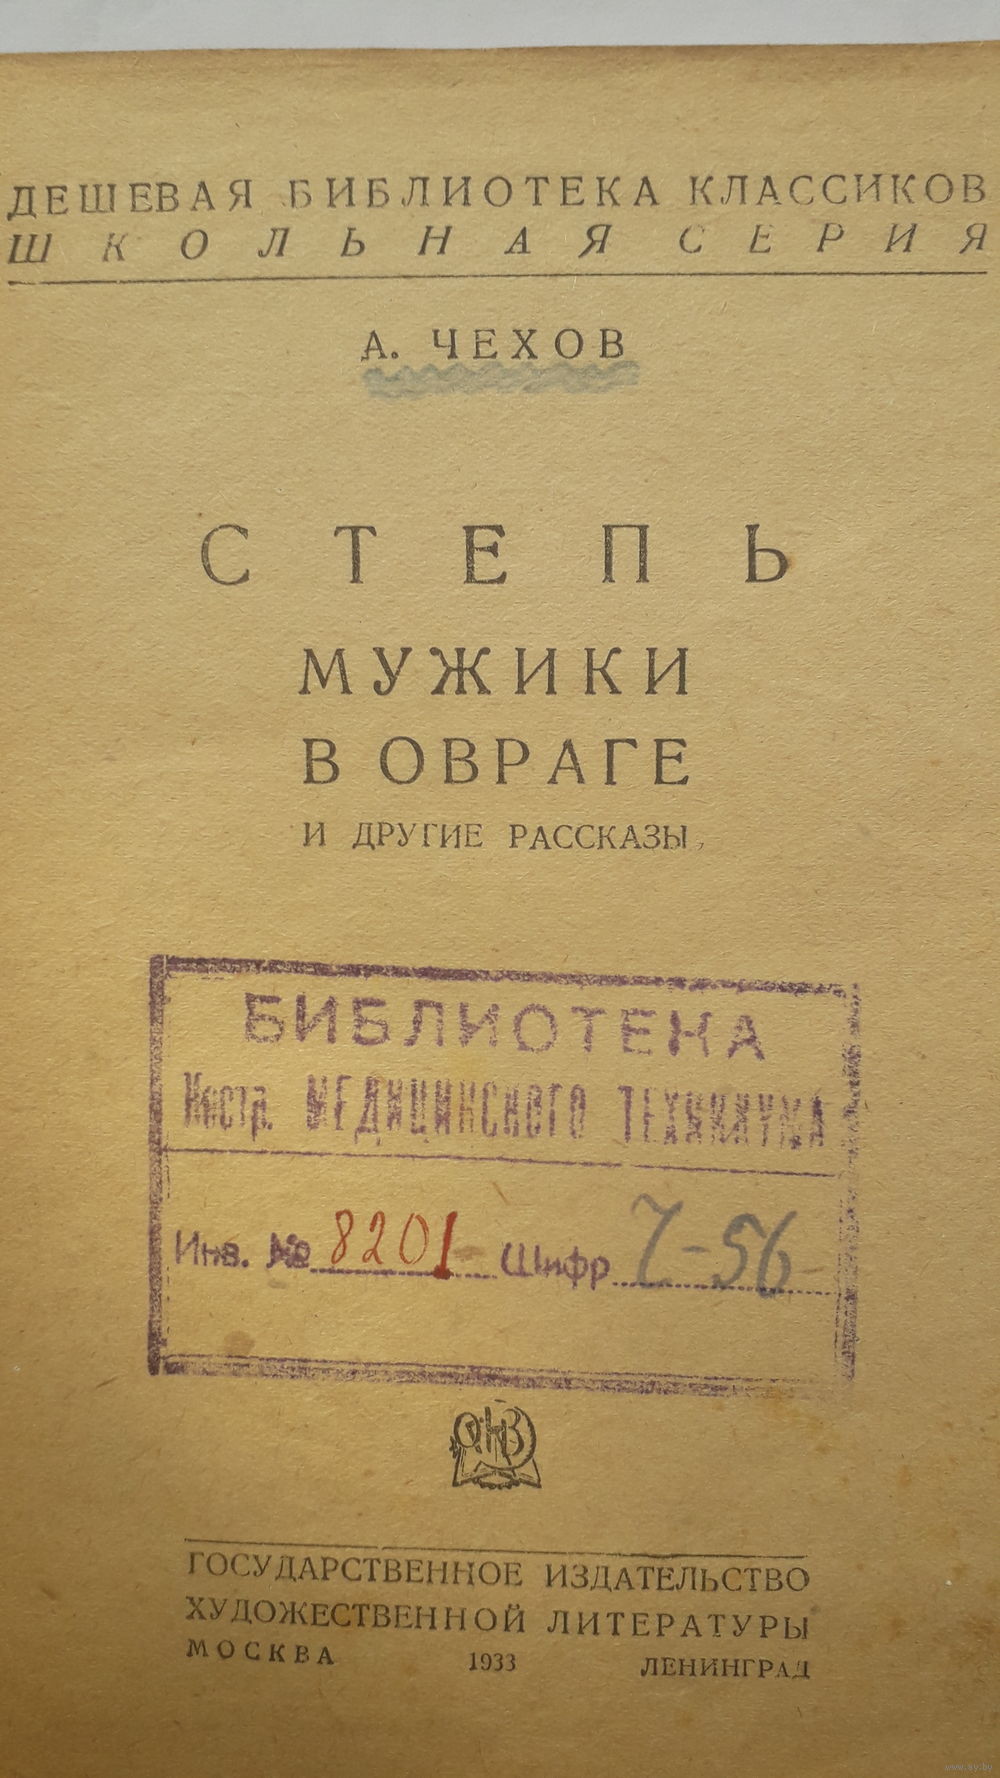 ДЕШЕВАЯ БИБЛИОТЕКА КЛАССИКОВ
ШКОЛЬНАЯ СЕРИЯ
А. ЧЕХОВ
СТЕПЬ
МУЖИКИ
В ОВРАГЕ
И ДРУГИЕ РАССКАЗЫ
БИБЛИОТЕКА
Костр. МЕДИЦИНСКОГО ТЕХНИКУМА
Инв. № 8201 Шифр 7-56
ГОСУДАРСТВЕННОЕ ИЗДАТЕЛЬСТВО
ХУДОЖЕСТВЕННОЙ ЛИТЕРАТУРЫ
МОСКВА 1933 ЛЕНИНГРАД